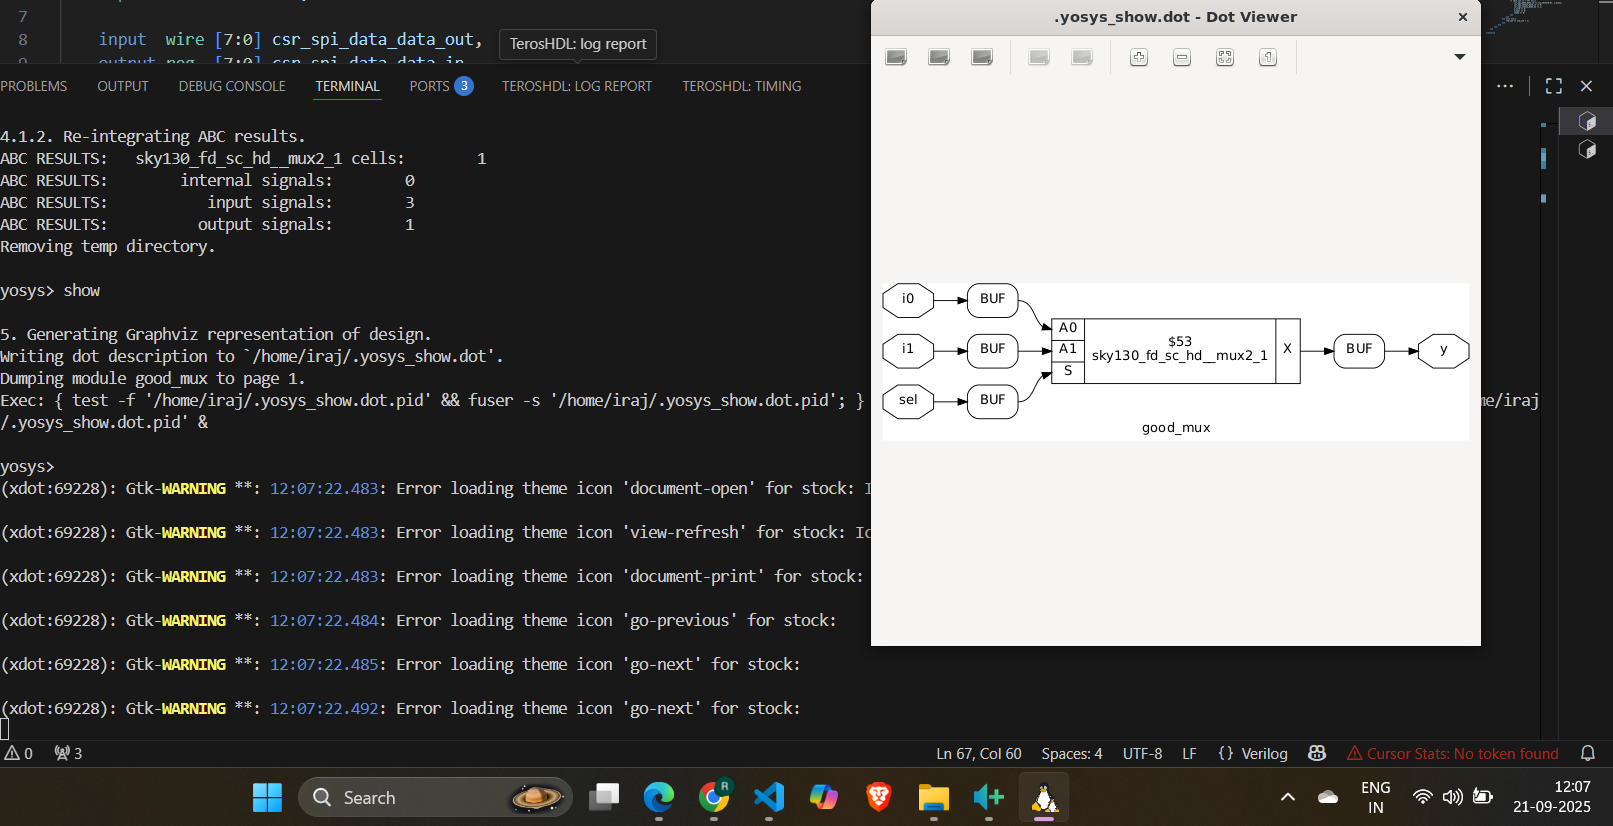 7
8 input wire [7:0] csr_spi_data_data_out,
TerosHDL: log report
PROBLEMS OUTPUT DEBUG CONSOLE TERMINAL PORTS 3 TEROSHDL: LOG REPORT TEROSHDL: TIMING
4.1.2. Re-integrating ABC results.
ABC RESULTS: sky130_fd_sc_hd__mux2_1 cells: 1
ABC RESULTS: internal signals: 0
ABC RESULTS: input signals: 3
ABC RESULTS: output signals: 1
Removing temp directory.
yosys> show
5. Generating Graphviz representation of design.
Writing dot description to `/home/iraj/.yosys_show.dot'.
Dumping module good_mux to page 1.
Exec: { test -f '/home/iraj/.yosys_show.dot.pid' && fuser -s '/home/iraj/.yosys_show.dot.pid'; }
me/iraj
/.yosys_show.dot.pid' &
yosys>
(xdot:69228): Gtk-WARNING **: 12:07:22.483: Error loading theme icon 'document-open' for stock: I
(xdot:69228): Gtk-WARNING **: 12:07:22.483: Error loading theme icon 'view-refresh' for stock: Ic
(xdot:69228): Gtk-WARNING **: 12:07:22.483: Error loading theme icon 'document-print' for stock:
(xdot:69228): Gtk-WARNING **: 12:07:22.484: Error loading theme icon 'go-previous' for stock:
(xdot:69228): Gtk-WARNING **: 12:07:22.485: Error loading theme icon 'go-next' for stock:
(xdot:69228): Gtk-WARNING **: 12:07:22.492: Error loading theme icon 'go-next' for stock:
.yosys_show.dot - Dot Viewer
i0 BUF
i1 BUF
sel BUF
A0
A1
S
$53
sky130_fd_sc_hd__mux2_1
X
BUF
y
good_mux
0 3
Ln 67, Col 60 Spaces: 4 UTF-8 LF {} Verilog Cursor Stats: No token found
Search
R
ENG
IN
12:07
21-09-2025